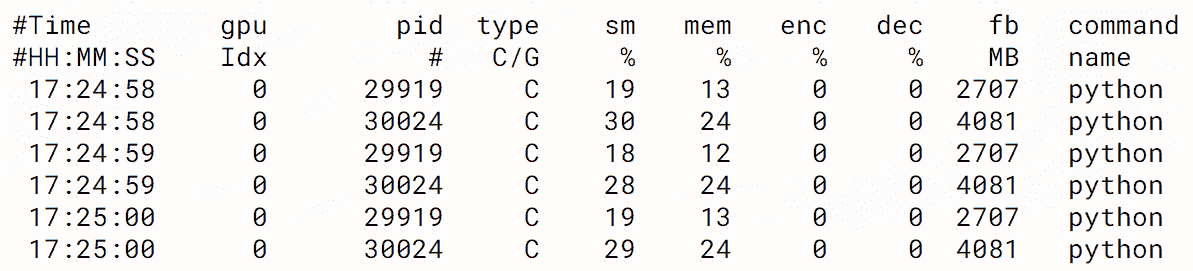 #Time gpu pid type sm mem enc dec fb command
#HH:MM:SS Idx # C/G % % % % MB name
17:24:58 0 29919 C 19 13 0 0 2707 python
17:24:58 0 30024 C 30 24 0 0 4081 python
17:24:59 0 29919 C 18 12 0 0 2707 python
17:24:59 0 30024 C 28 24 0 0 4081 python
17:25:00 0 29919 C 19 13 0 0 2707 python
17:25:00 0 30024 C 29 24 0 0 4081 python